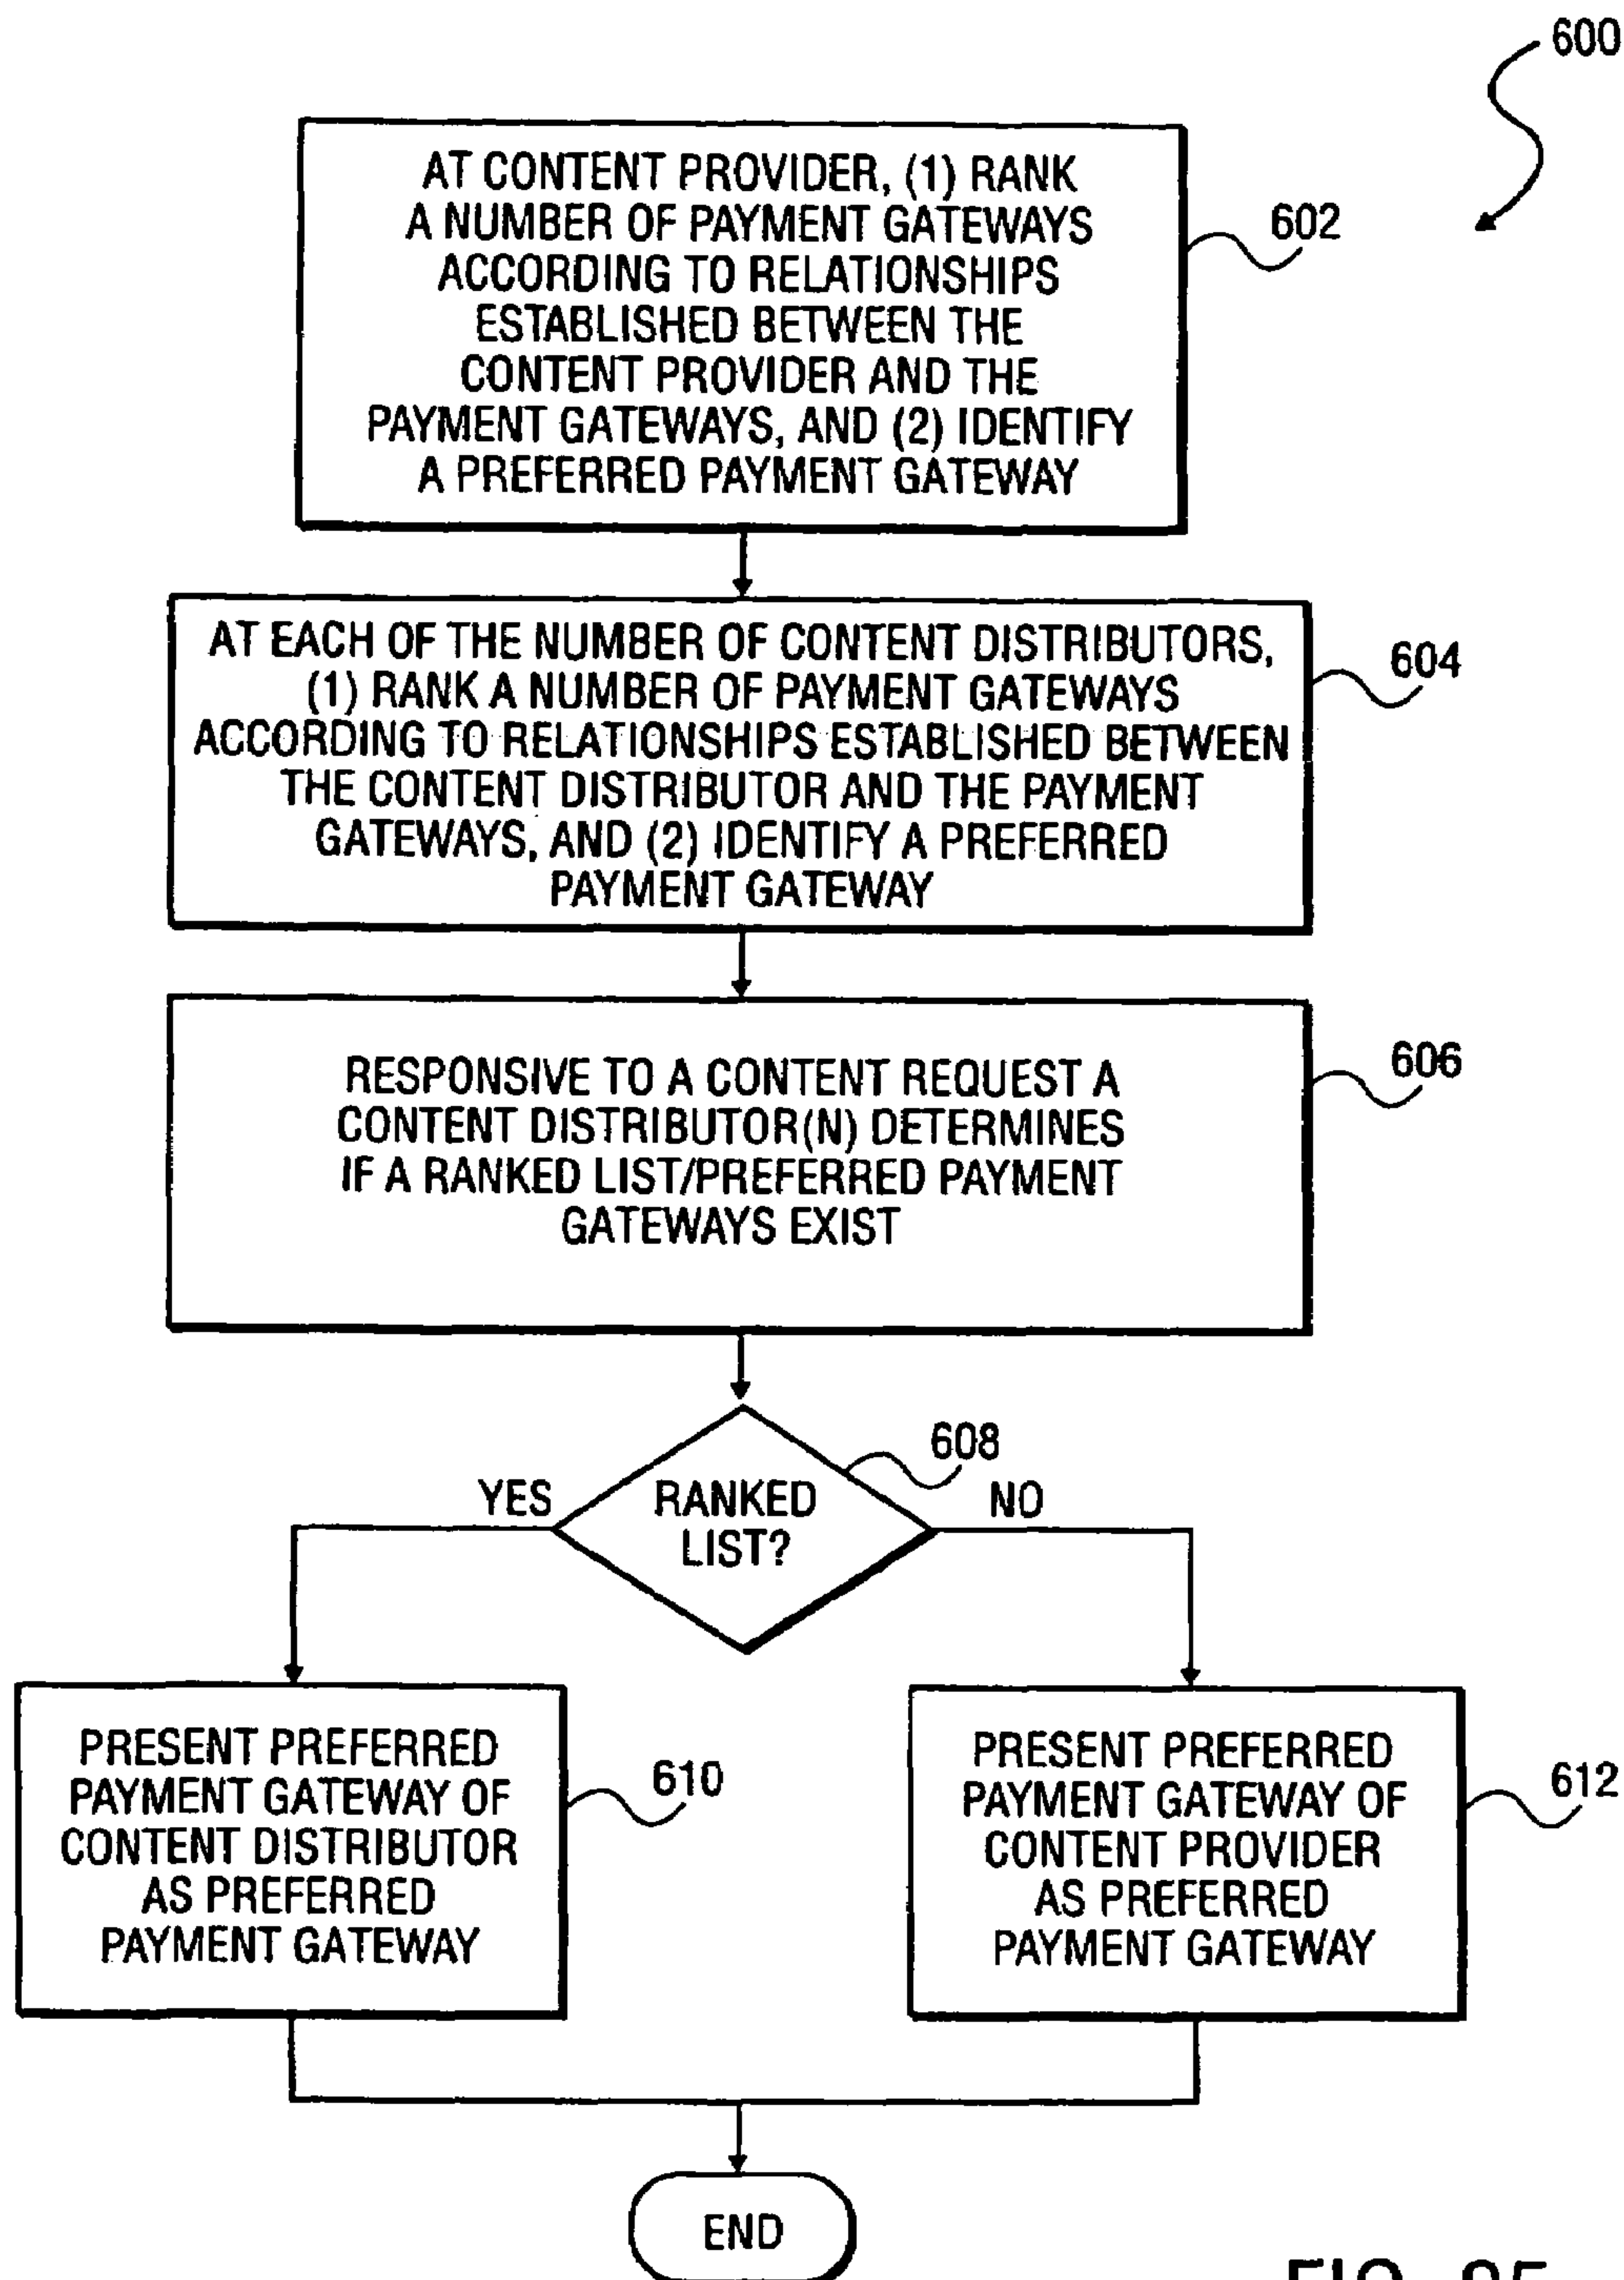 600
AT CONTENT PROVIDER, (1) RANK
A NUMBER OF PAYMENT GATEWAYS
ACCORDING TO RELATIONSHIPS
ESTABLISHED BETWEEN THE
CONTENT PROVIDER AND THE
PAYMENT GATEWAYS, AND (2) IDENTIFY
A PREFERRED PAYMENT GATEWAY
602
AT EACH OF THE NUMBER OF CONTENT DISTRIBUTORS,
(1) RANK A NUMBER OF PAYMENT GATEWAYS
ACCORDING TO RELATIONSHIPS ESTABLISHED BETWEEN
THE CONTENT DISTRIBUTOR AND THE PAYMENT
GATEWAYS, AND (2) IDENTIFY A PREFERRED
PAYMENT GATEWAY
604
RESPONSIVE TO A CONTENT REQUEST A
CONTENT DISTRIBUTOR(N) DETERMINES
IF A RANKED LIST/PREFERRED PAYMENT
GATEWAYS EXIST
606
608
YES
RANKED
LIST?
NO
PRESENT PREFERRED
PAYMENT GATEWAY OF
CONTENT DISTRIBUTOR
AS PREFERRED
PAYMENT GATEWAY
610
PRESENT PREFERRED
PAYMENT GATEWAY OF
CONTENT PROVIDER
AS PREFERRED
PAYMENT GATEWAY
612
END